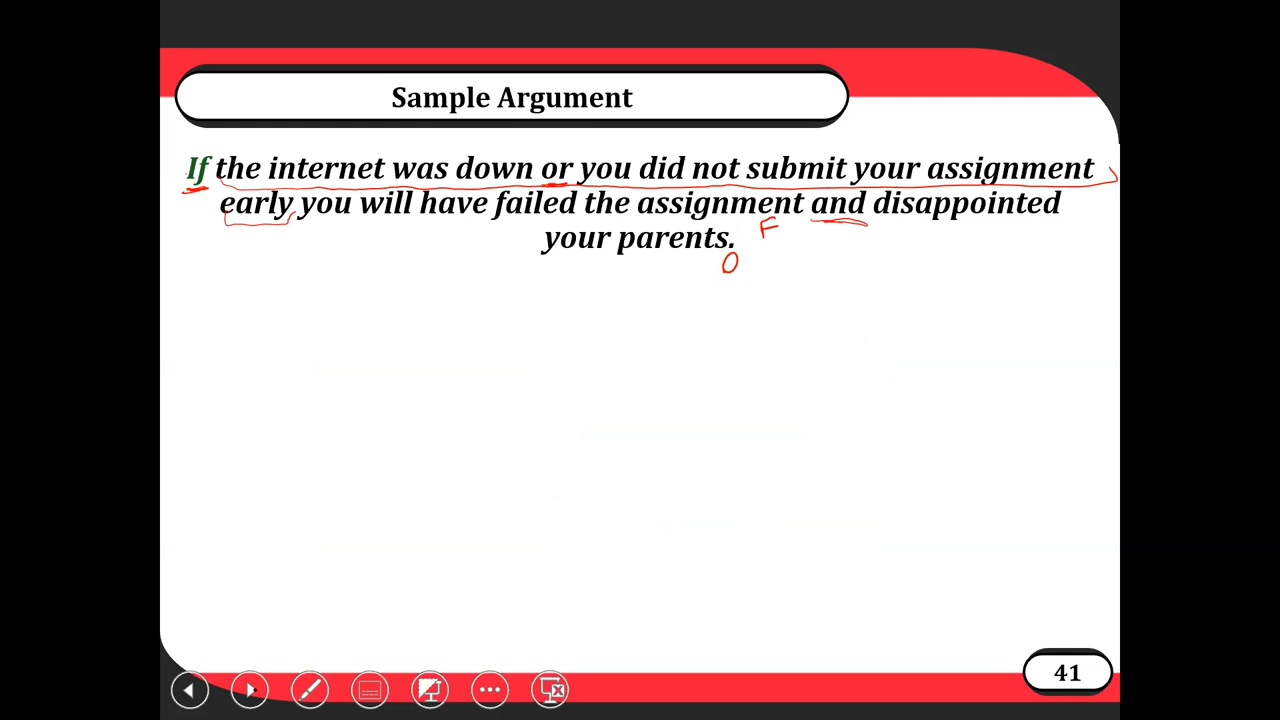 Sample Argument
If the internet was down or you did not submit your assignment
early you will have failed the assignment and disappointed
your parents.
F
0
41